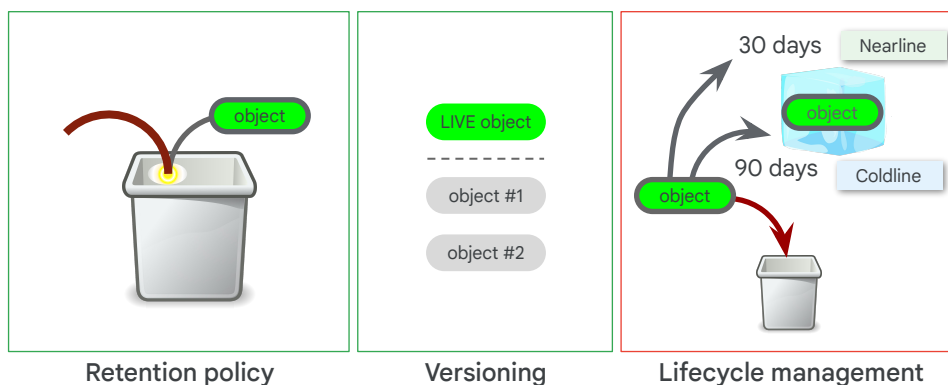 object
Retention policy
LIVE object
object #1
object #2
Versioning
30 days
Nearline
object
90 days
Coldline
object
Lifecycle management